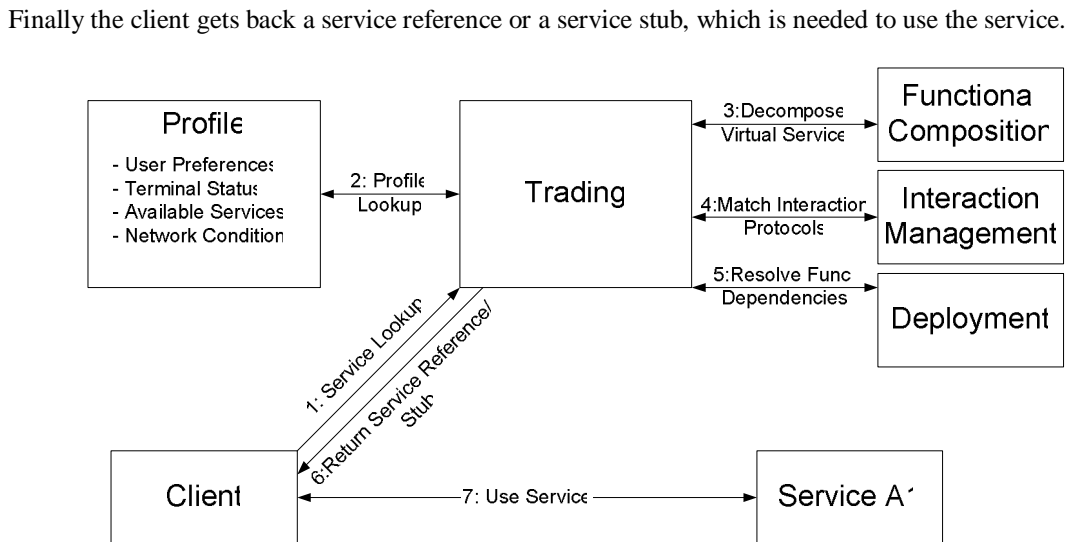 Finally the client gets back a service reference or a service stub, which is needed to use the service.
Profile
- User Preferences
- Terminal Status
- Available Services
- Network Condition
2: Profile
Lookup
Trading
3:Decompose
Virtual Service
Functiona
Composition
4:Match Interaction
Protocols
Interaction
Management
5:Resolve Func
Dependencies
Deployment
1: Service Lookup
6:Return Service Reference/
Stub
Client
7: Use Service
Service A1